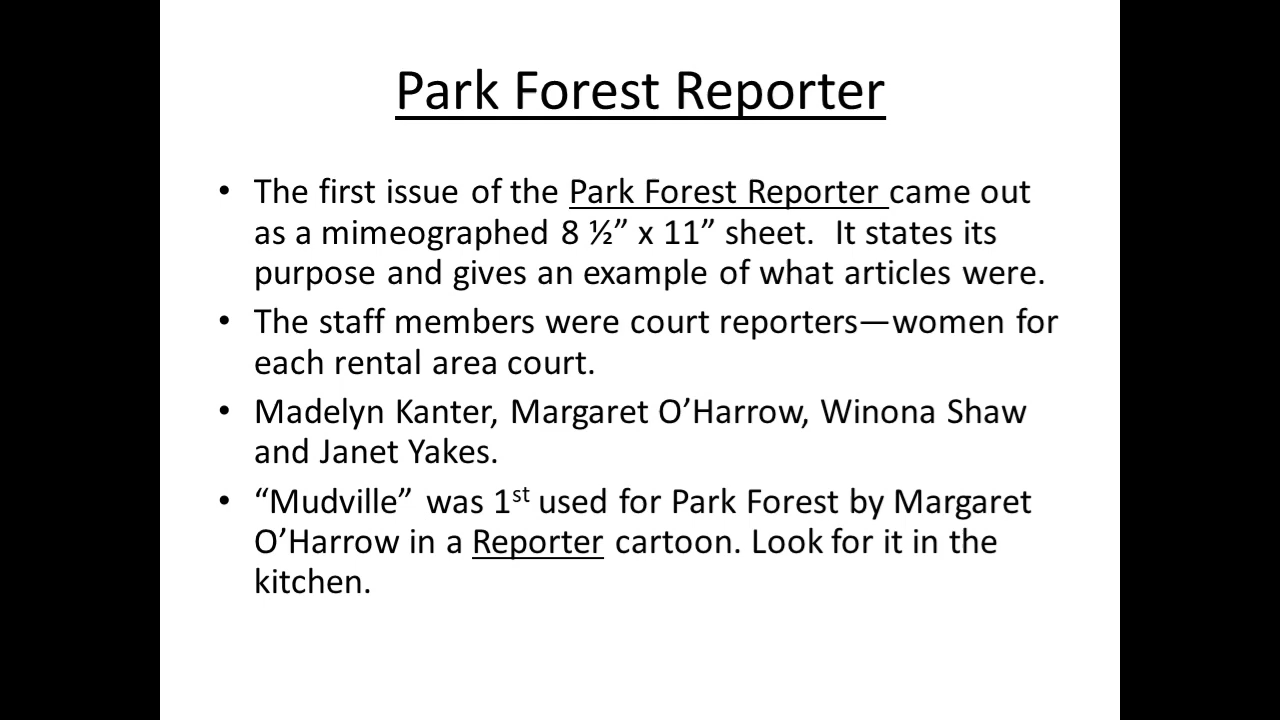 Park Forest Reporter
• The first issue of the Park Forest Reporter came out
as a mimeographed 8 ½” x 11” sheet.  It states its
purpose and gives an example of what articles were.
• The staff members were court reporters—women for
each rental area court.
• Madelyn Kanter, Margaret O’Harrow, Winona Shaw
and Janet Yakes.
• “Mudville” was 1st used for Park Forest by Margaret
O’Harrow in a Reporter cartoon. Look for it in the
kitchen.